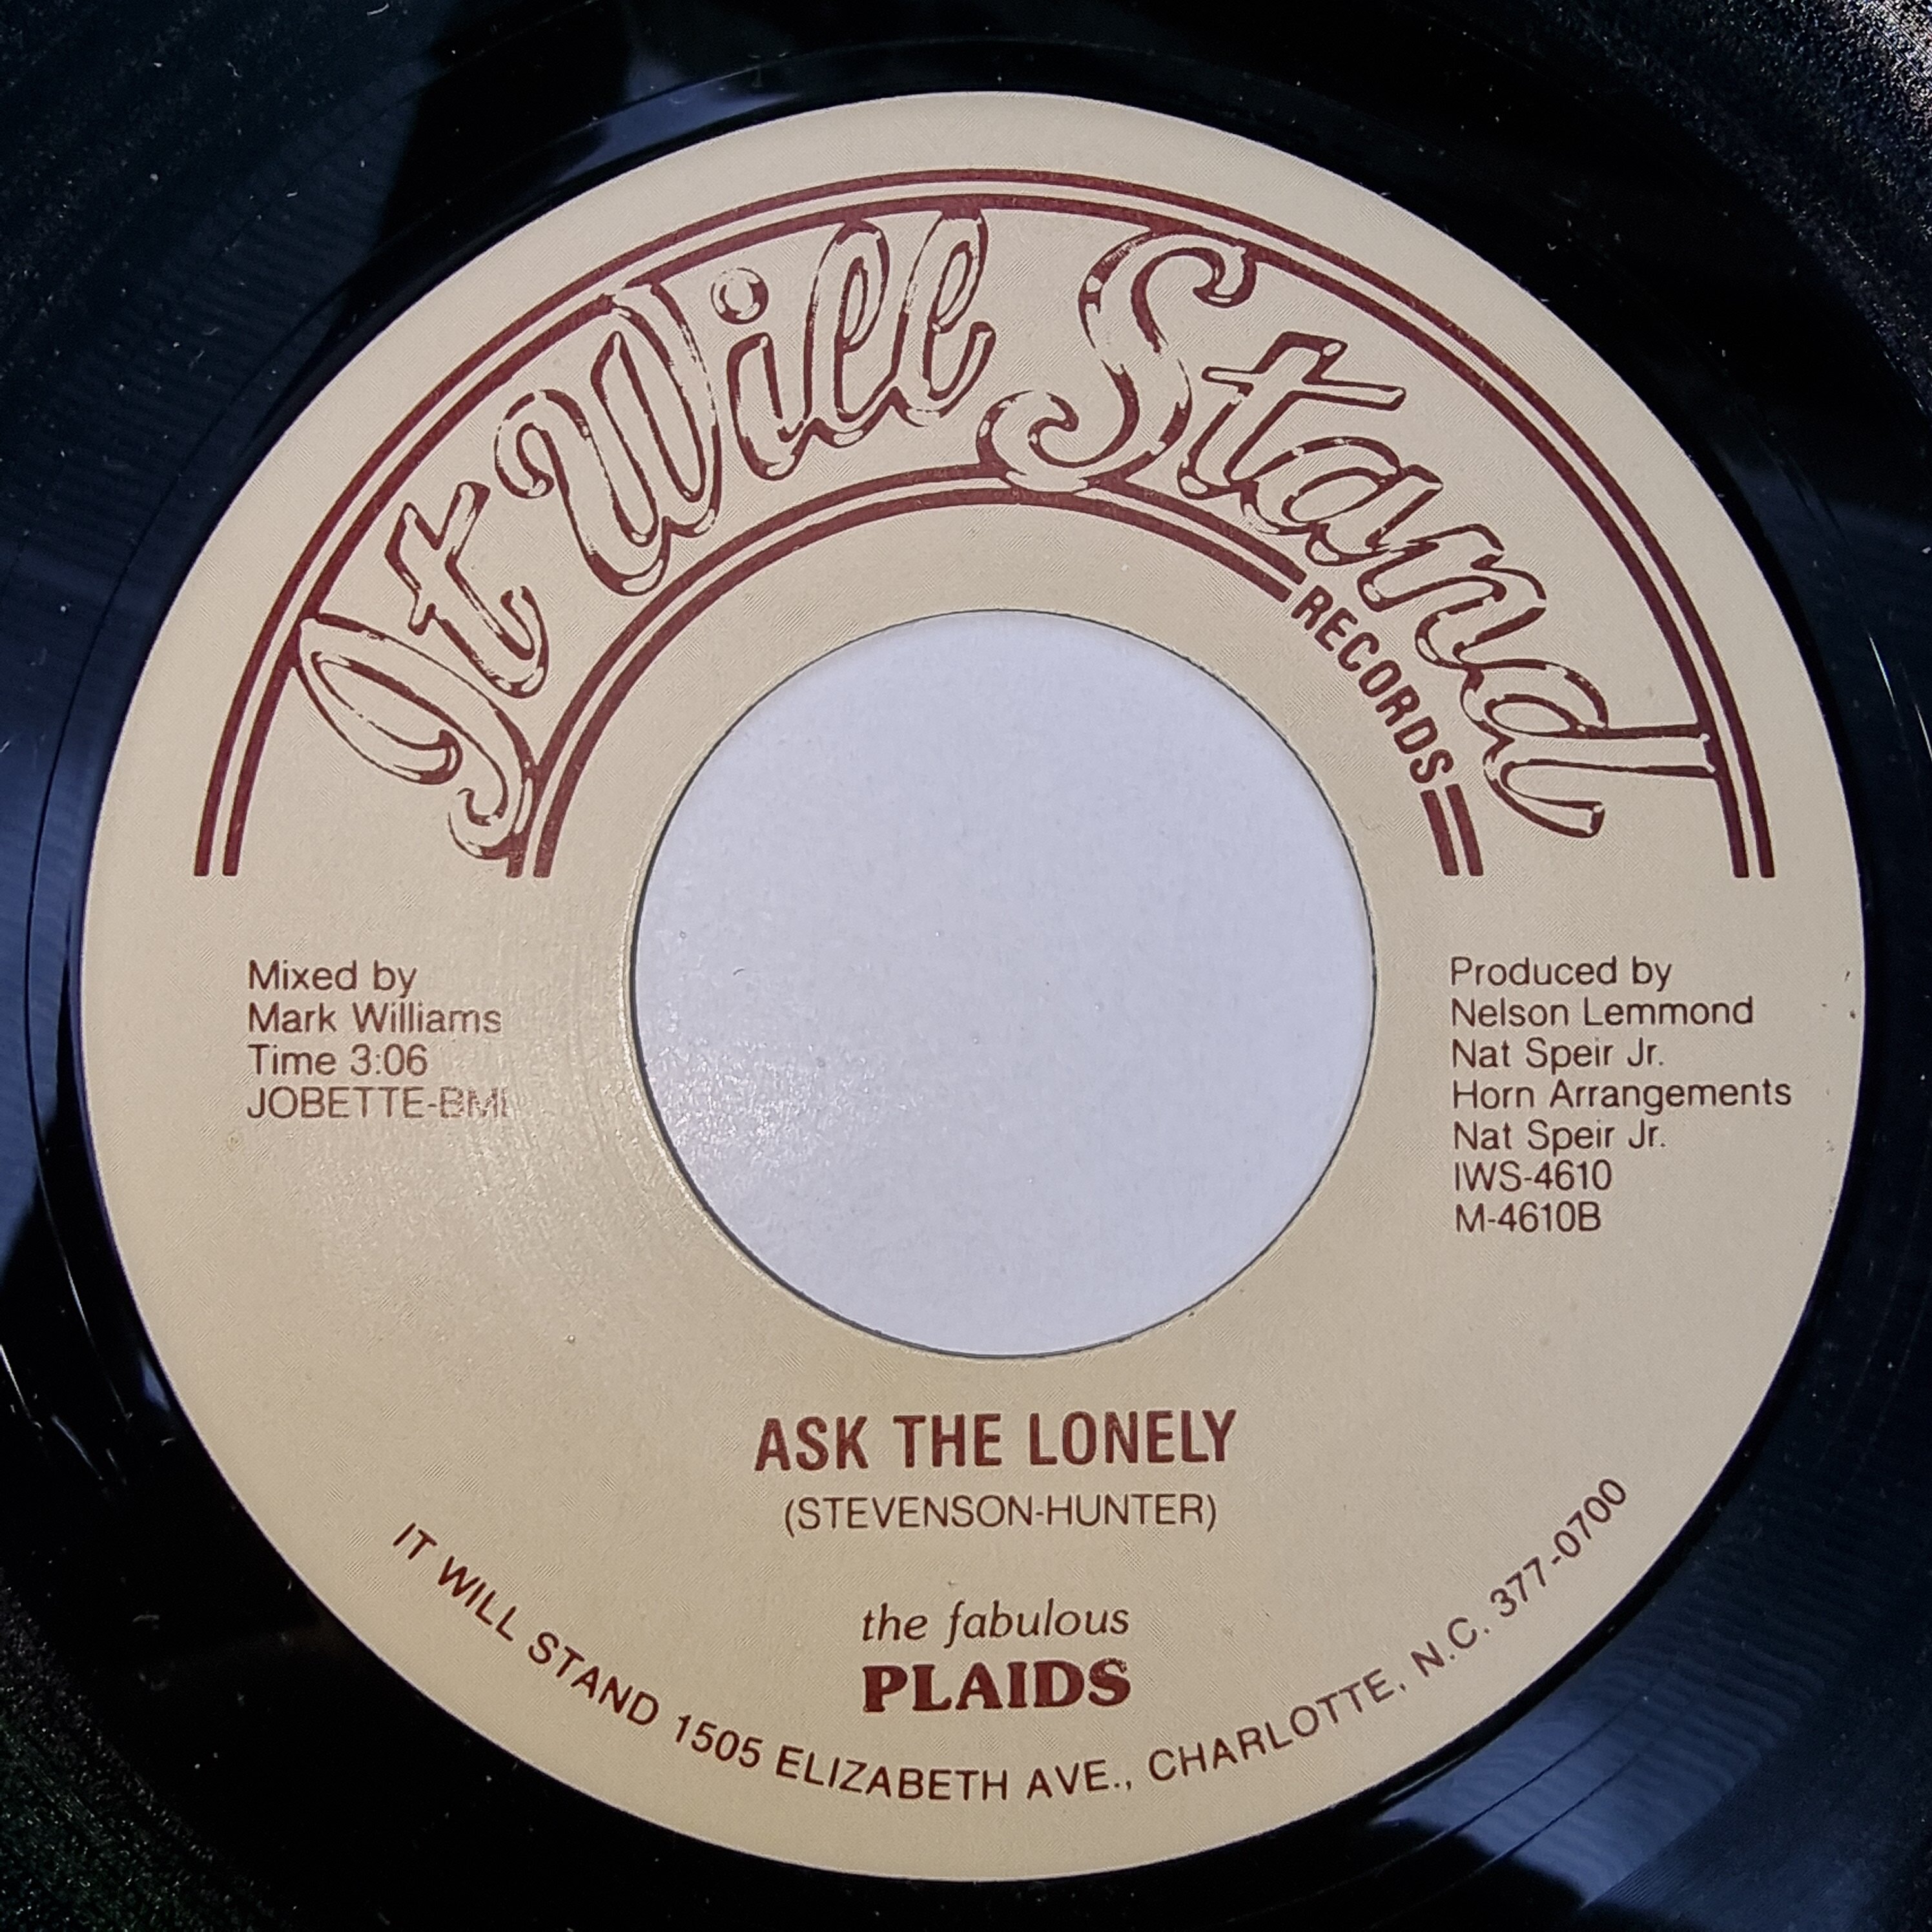 It Will Stand
RECORDS
Mixed by
Mark Williams
Time 3:06
JOBETTE-BMI
Produced by
Nelson Lemmond
Nat Speir Jr.
Horn Arrangements
Nat Speir Jr.
IWS-4610
M-4610B
ASK THE LONELY
(STEVENSON-HUNTER)
the fabulous
PLAIDS
IT WILL STAND 1505 ELIZABETH AVE., CHARLOTTE, N.C. 377-0700